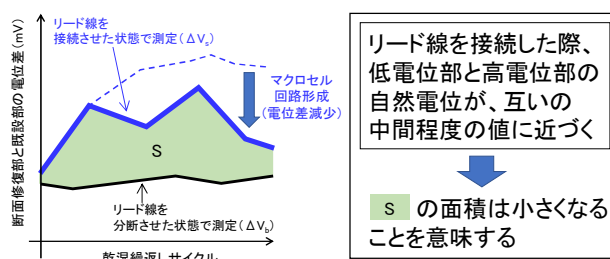 断面修復部と既設部の電位差(mV)
リード線を
接続させた状態で測定(ΔVs)
マクロセル
回路形成
(電位差減少)
S
リード線を
分断させた状態で測定(ΔVb)
乾湿繰返しサイクル
リード線を接続した際、
低電位部と高電位部の
自然電位が、互いの
中間程度の値に近づく
S の面積は小さくなる
ことを意味する